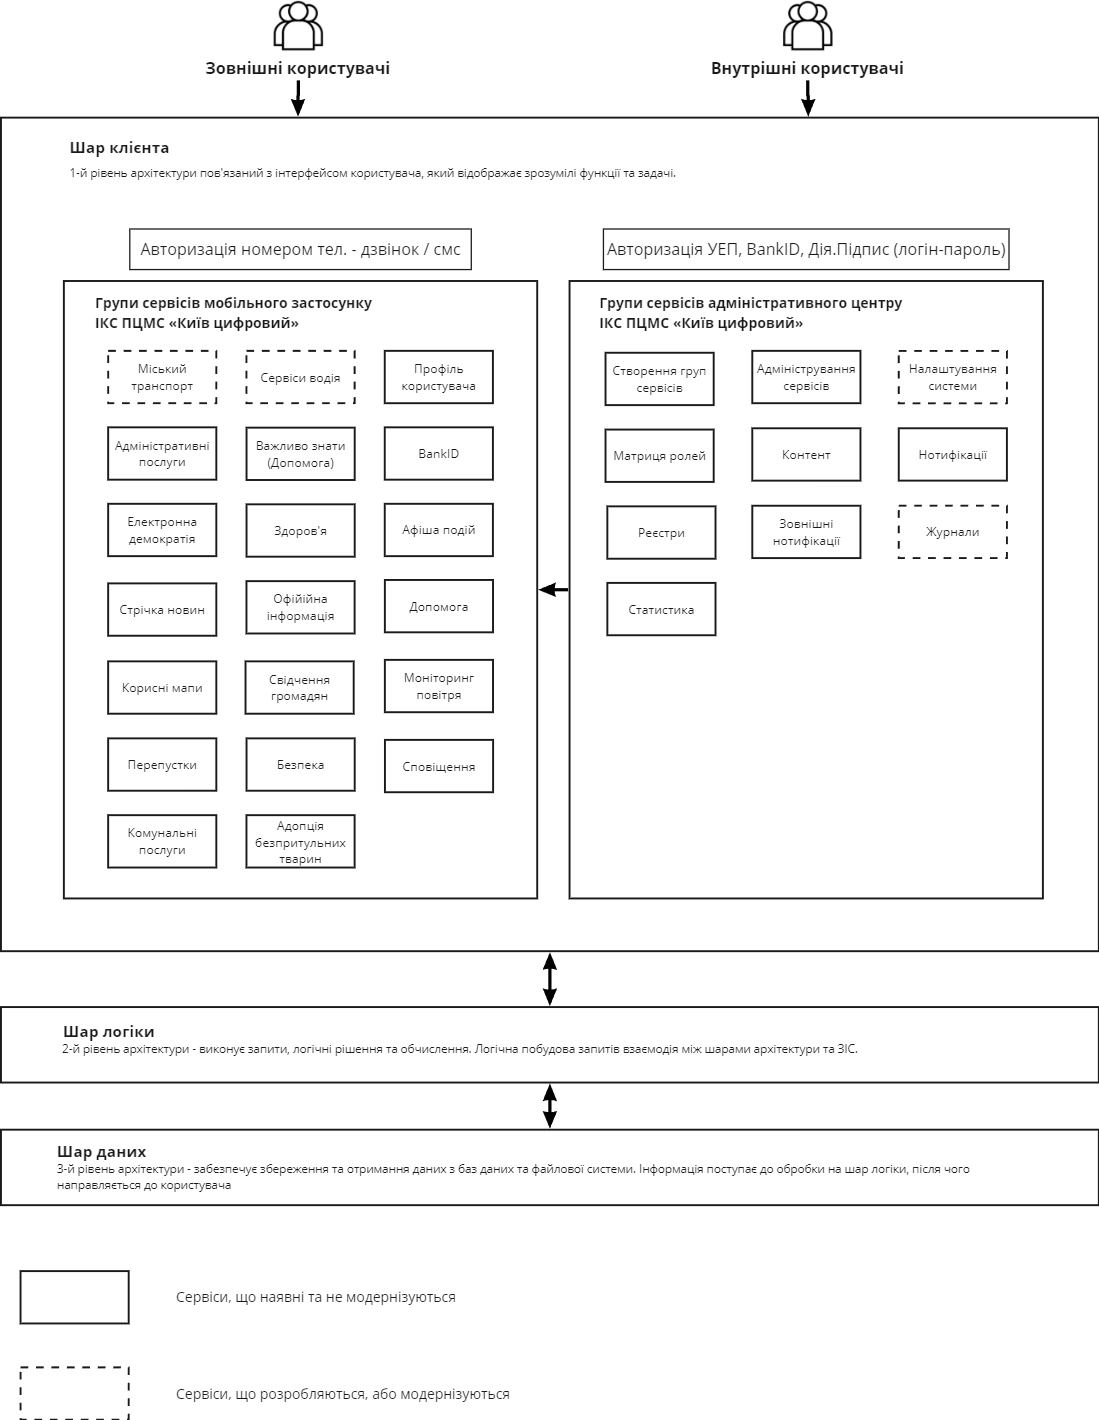 Зовнішні користувачі
Внутрішні користувачі
Шар клієнта
1-й рівень архітектури пов'язаний з інтерфейсом користувача, який відображає зрозумілі функції та задачі.
Авторизація номером тел. - дзвінок / смс
Групи сервісів мобільного застосунку
ІКС ПЦМС «Київ цифровий»
Міський
транспорт
Сервіси водія
Профіль
користувача
Адміністративні
послуги
Важливо знати
(Допомога)
BankID
Електронна
демократія
Здоров'я
Афіша подій
Стрічка новин
Офіійіна
інформація
Допомога
Корисні мапи
Свідчення
громадян
Моніторинг
повітря
Перепустки
Безпека
Сповіщення
Комунальні
послуги
Адопція
безпритульних
тварин
Авторизація УЕП, BankID, Дія.Підпис (логін-пароль)
Групи сервісів адміністративного центру
ІКС ПЦМС «Київ цифровий»
Створення груп
сервісів
Адміністрування
сервісів
Налаштування
системи
Матриця ролей
Контент
Нотифікації
Реєстри
Зовнішні
нотифікації
Журнали
Статистика
Шар логіки
2-й рівень архітектури - виконує запити, логічні рішення та обчислення. Логічна побудова запитів взаємодія між шарами архітектури та ЗІС.
Шар даних
3-й рівень архітектури - забезпечує збереження та отримання даних з баз даних та файлової системи. Інформація поступає до обробки на шар логіки, після чого
направляється до користувача
Сервіси, що наявні та не модернізуються
Сервіси, що розробляються, або модернізуються